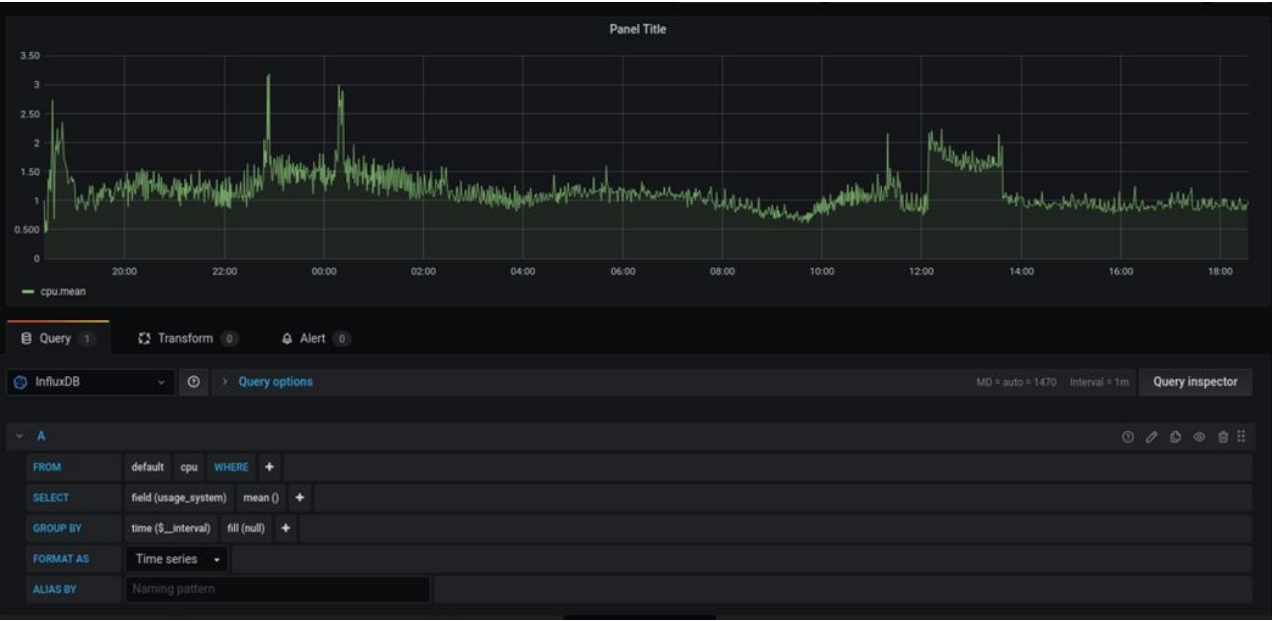 Panel Title
3.50
3
2.50
2
1.50
1
0.500
0
20:00 22:00 00:00 02:00 04:00 06:00 08:00 10:00 12:00 14:00 16:00 18:00
cpu.mean
Query 1 Transform 0 Alert 0
InfluxDB Query options MD = auto = 1470 Interval = 1m Query inspector
A
FROM default cpu WHERE +
SELECT field (usage_system) mean () +
GROUP BY time ($__interval) fill (null) +
FORMAT AS Time series
ALIAS BY Naming pattern